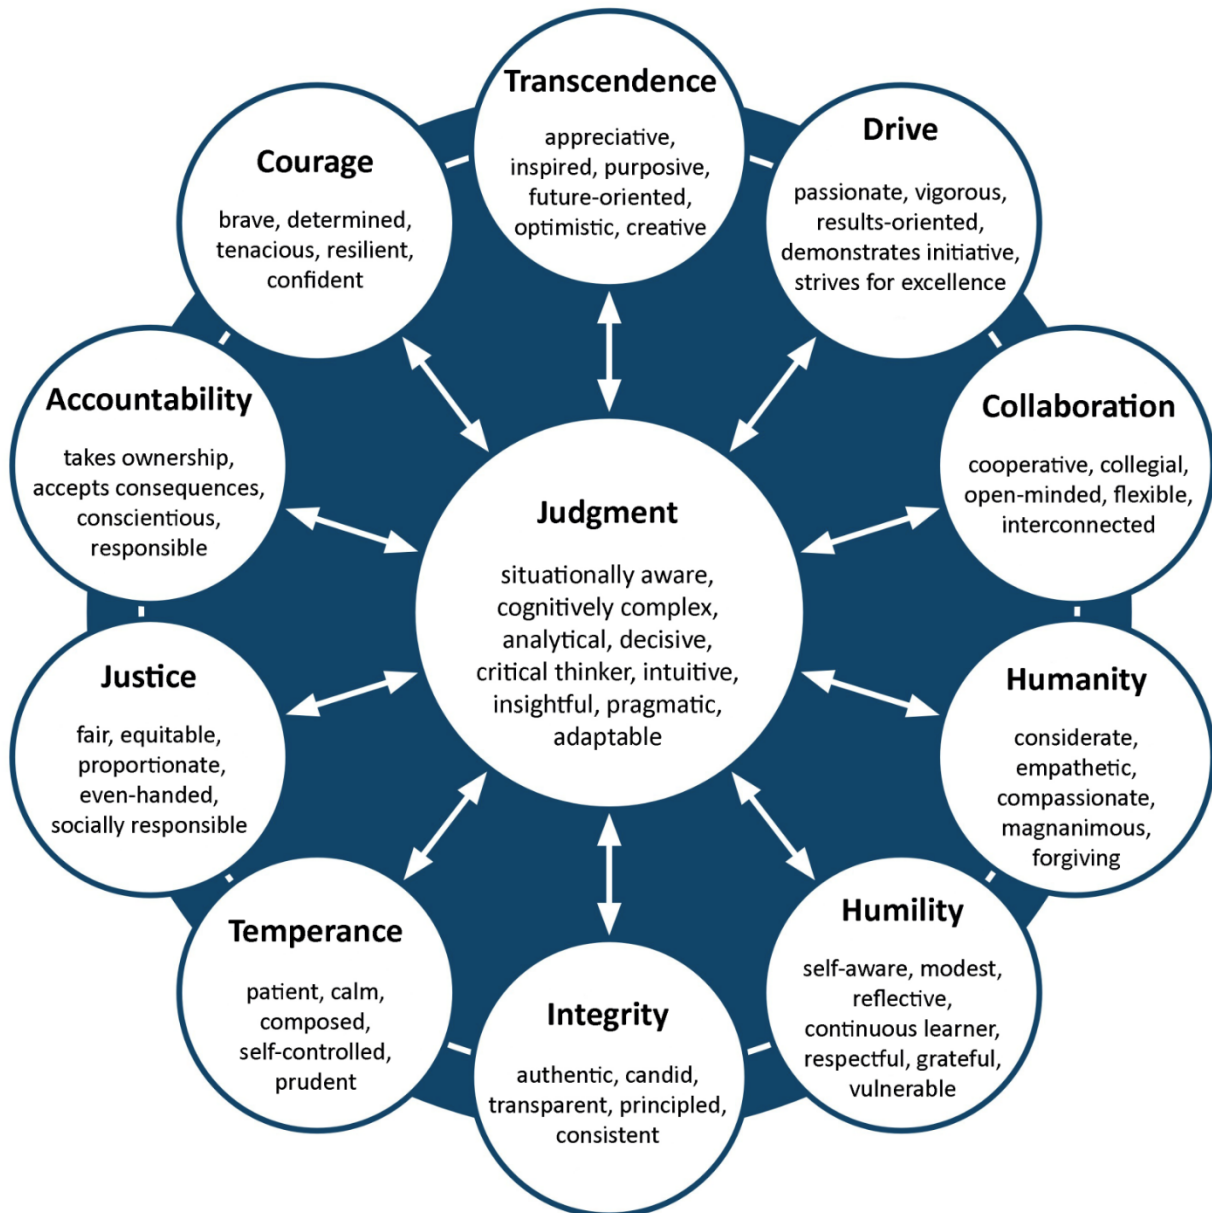 Transcendence
appreciative,
inspired, purposive,
future-oriented,
optimistic, creative
Drive
passionate, vigorous,
results-oriented,
demonstrates initiative,
strives for excellence
Collaboration
cooperative, collegial,
open-minded, flexible,
interconnected
Humanity
considerate,
empathetic,
compassionate,
magnanimous,
forgiving
Humility
self-aware, modest,
reflective,
continuous learner,
respectful, grateful,
vulnerable
Integrity
authentic, candid,
transparent, principled,
consistent
Temperance
patient, calm,
composed,
self-controlled,
prudent
Justice
fair, equitable,
proportionate,
even-handed,
socially responsible
Accountability
takes ownership,
accepts consequences,
conscientious,
responsible
Courage
brave, determined,
tenacious, resilient,
confident
Judgment
situationally aware,
cognitively complex,
analytical, decisive,
critical thinker, intuitive,
insightful, pragmatic,
adaptable